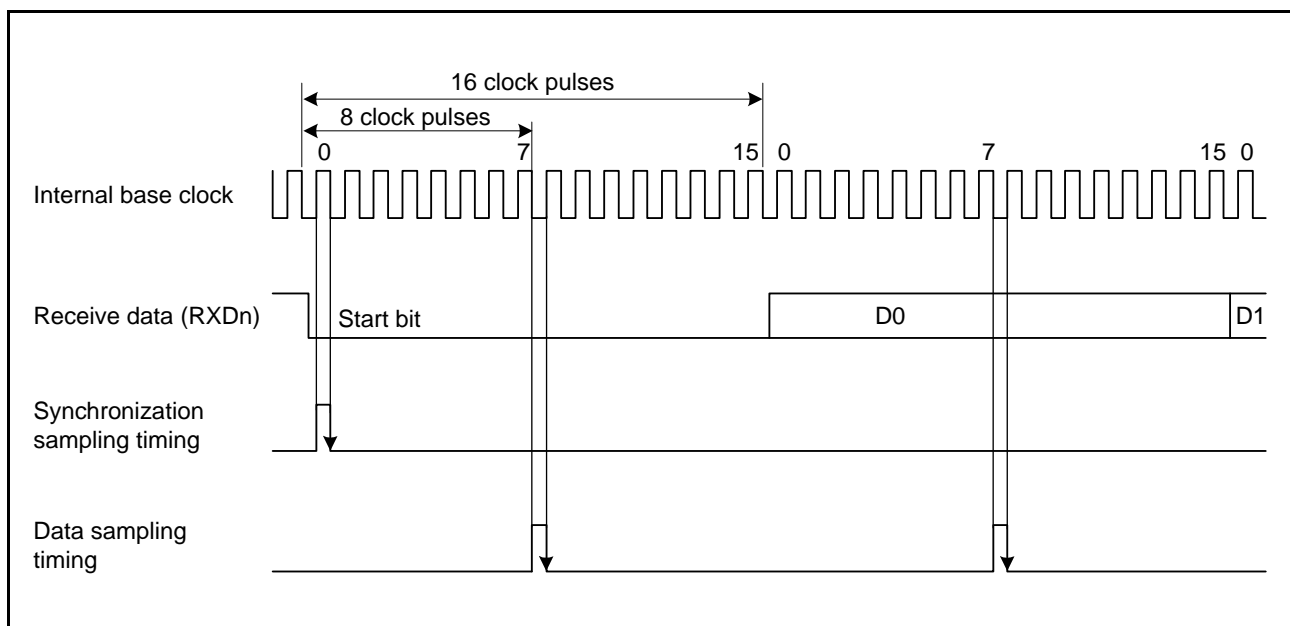 16 clock pulses
8 clock pulses
0 7 15 0 7 15 0
Internal base clock
Receive data (RXDn)
Start bit
D0
D1
Synchronization
sampling timing
Data sampling
timing